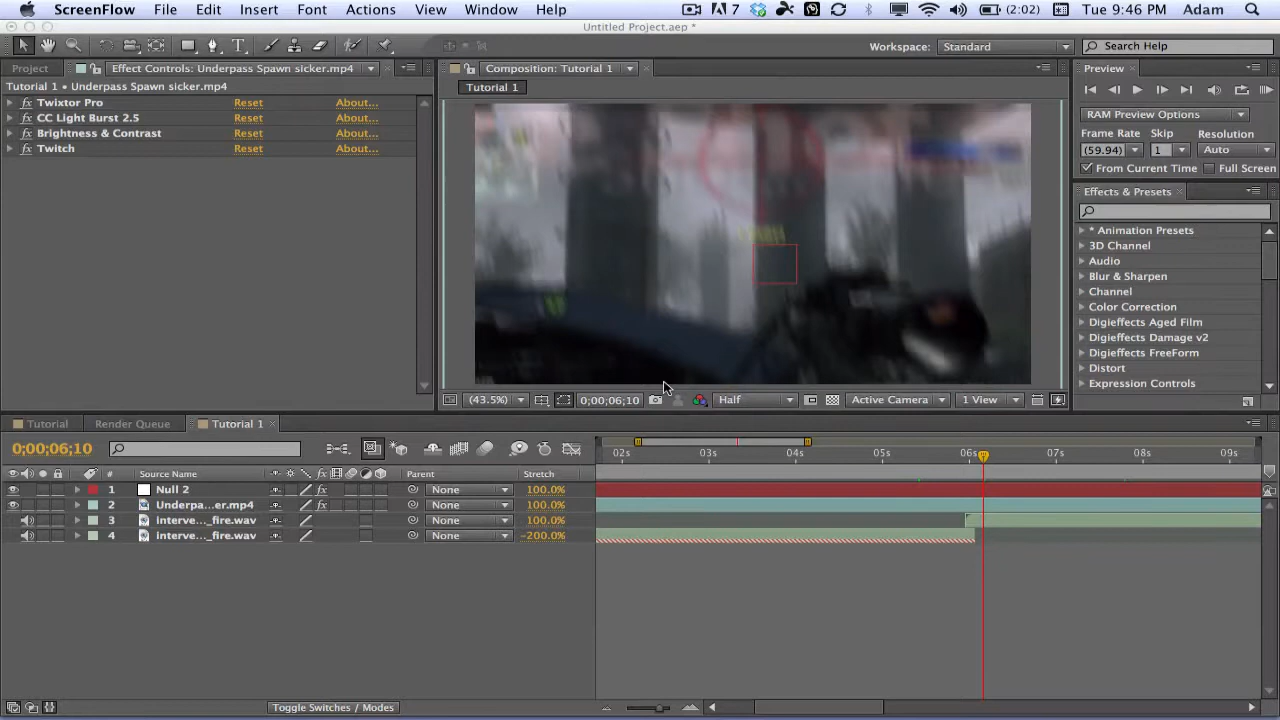 ScreenFlow File Edit Actions View Window Help 7 (2:02) Tue 9:46 PM Adam
Untitled Project.aep *
Workspace: Standard Search Help
Project Effect Controls: Underpass Spawn sicker.mp4
Tutorial 1 • Underpass Spawn sicker.mp4
fx Twixtor Pro Reset About...
fx CC Light Burst 2.5 Reset About...
fx Brightness & Contrast Reset About...
fx Twitch Reset About...
Composition: Tutorial 1
Tutorial 1
(43.5%) 0;00;06;10 Half Active Camera 1 View
Preview
RAM Preview Options
Frame Rate Skip Resolution
(59.94) 1 Auto
From Current Time Full Screen
Effects & Presets
* Animation Presets
3D Channel
Audio
Blur & Sharpen
Channel
Color Correction
Digieffects Aged Film
Digieffects Damage v2
Digieffects FreeForm
Distort
Expression Controls
Tutorial Render Queue Tutorial 1
0;00;06;10
02s 03s 04s 05s 06s 07s 08s 09s
# Source Name fx Parent Stretch
1 Null 2 fx None 100.0%
2 Underpa...er.mp4 fx None 100.0%
3 interve..._fire.wav None 100.0%
4 interve..._fire.wav None -200.0%
Toggle Switches / Modes